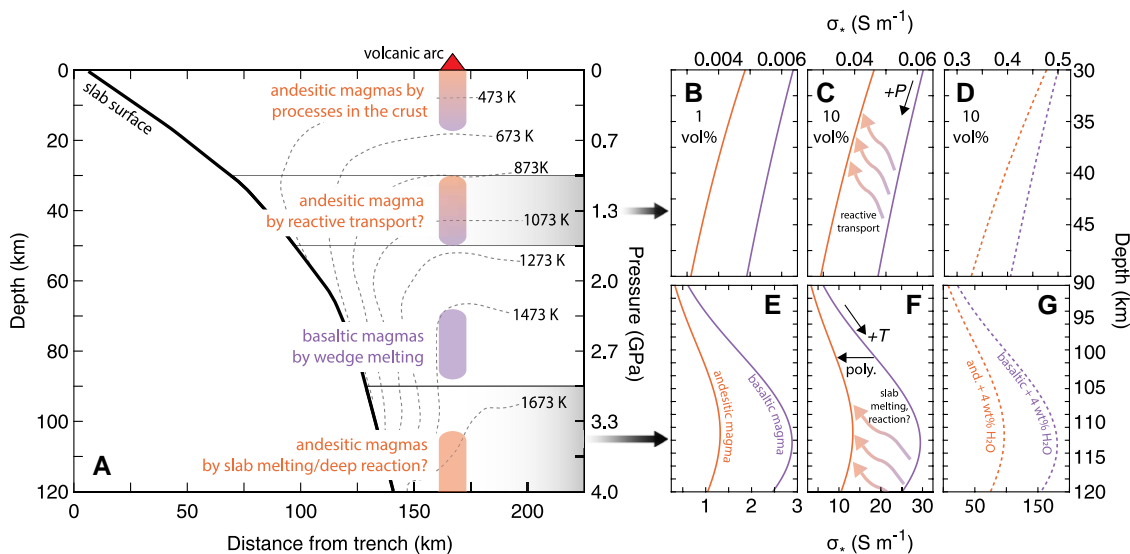 σ* (S m⁻¹)
volcanic arc
0.004 0.006 0.04 0.06 0.3 0.4 0.5
0
20
40
60
80
100
120
Depth (km)
slab surface
andesitic magmas by
processes in the crust
473 K
673 K
873K
andesitic magma
by reactive transport?
1073 K
1273 K
basaltic magmas
by wedge melting
1473 K
1673 K
andesitic magmas
by slab melting/deep reaction?
A
0
0.7
1.3
2.0
2.7
3.3
4.0
Pressure (GPa)
0 50 100 150 200
Distance from trench (km)
B
1
vol%
C
10
vol%
+P
reactive
transport
D
10
vol%
30
35
40
45
90
95
100
105
110
115
120
Depth (km)
E
andesitic magma
basaltic magma
F
+T
poly.
slab
melting,
reaction?
G
and. + 4 wt% H₂O
basaltic + 4 wt% H₂O
1 2 3 0 10 20 30 100
σ* (S m⁻¹)